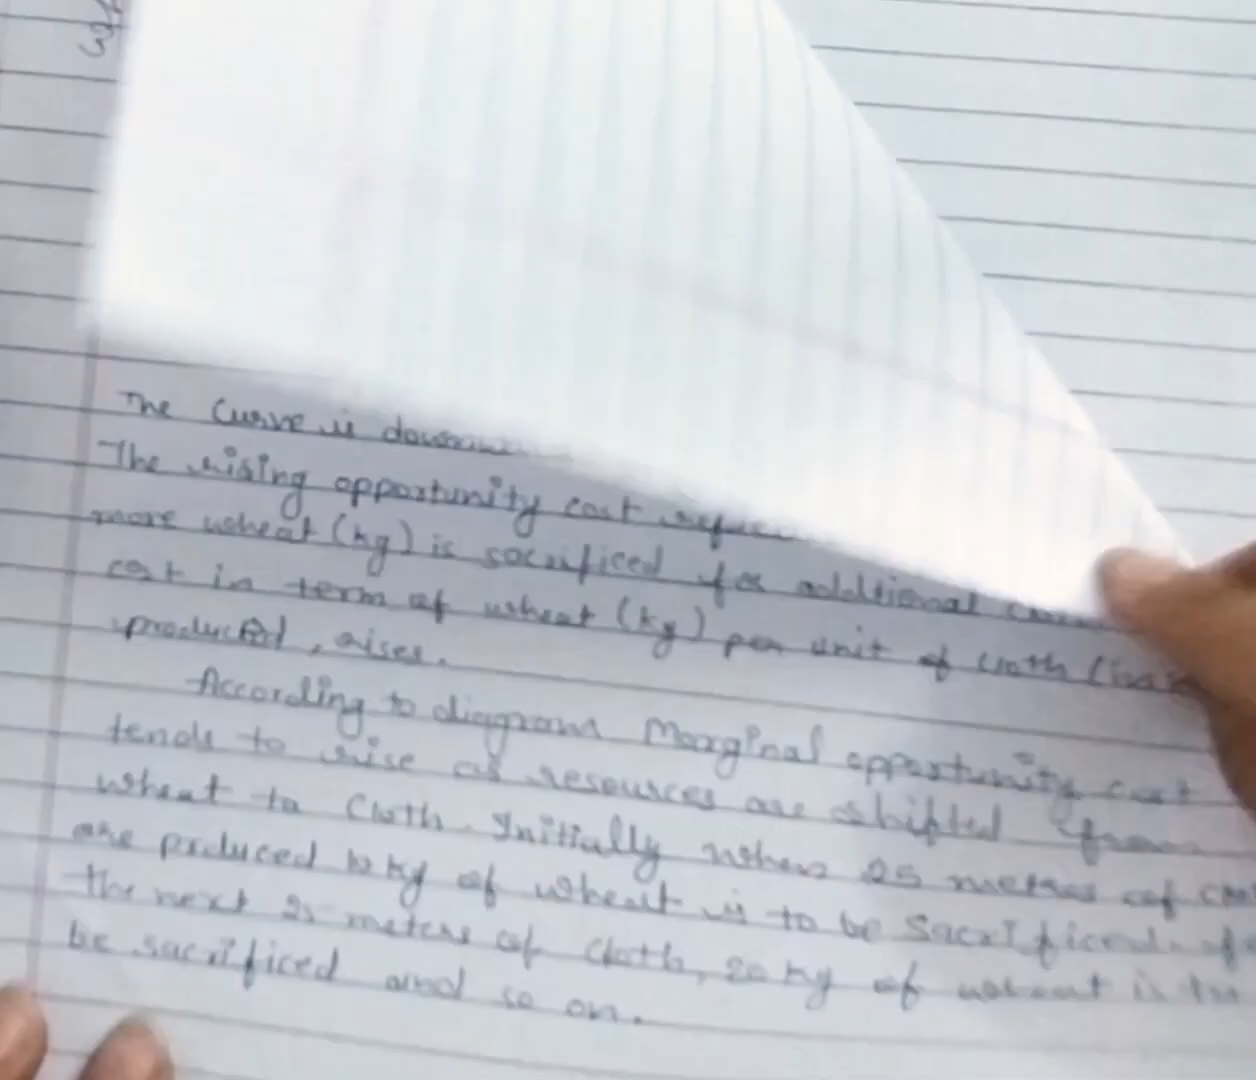 The curve is
The rising opportunity cost
more wheat (kg) is sacrificed for additional
cost in term of wheat (kg) per unit of cloth
produced, rises.
According to diagram Marginal opportunity cost
tends to rise as resources are shifted from
wheat to cloth. Initially when 25 metres of
are produced 10 kg of wheat is to be sacrificed.
the next 25 meters of cloth, 20 kg of wheat is to
be sacrificed and so on.